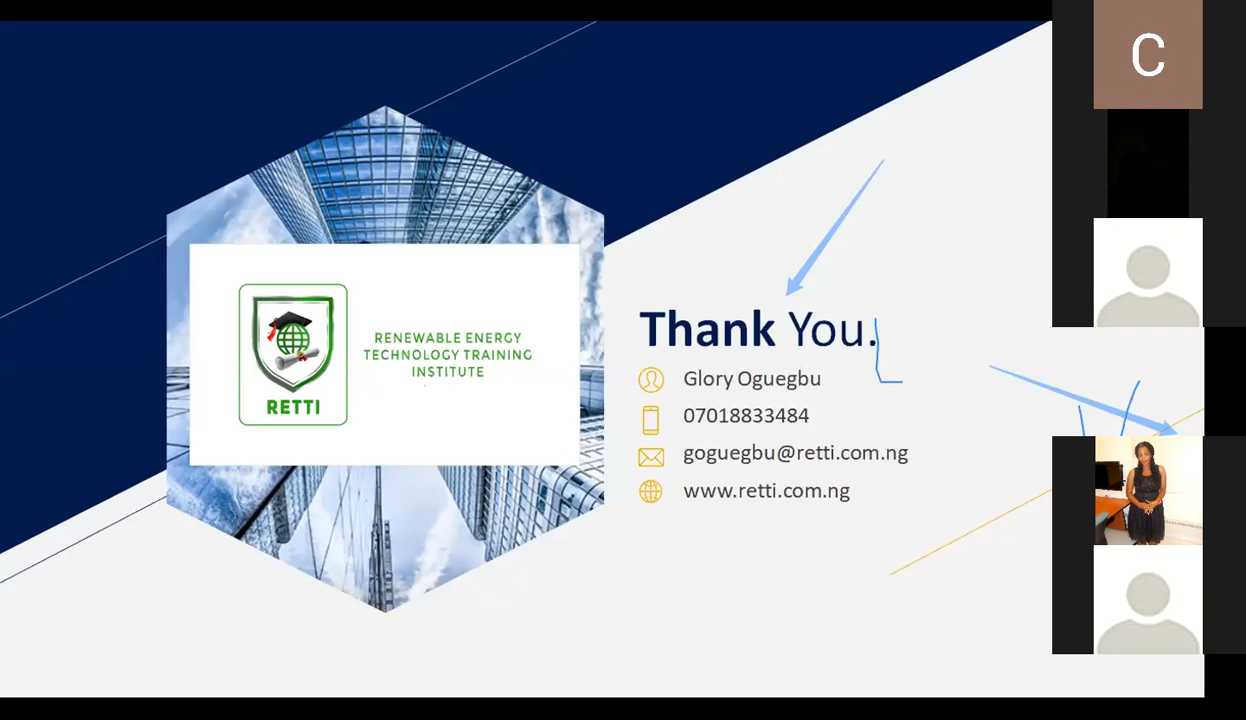 C
RENEWABLE ENERGY
TECHNOLOGY TRAINING
INSTITUTE
RETTI
Thank You.
Glory Oguegbu
07018833484
goguegbu@retti.com.ng
www.retti.com.ng